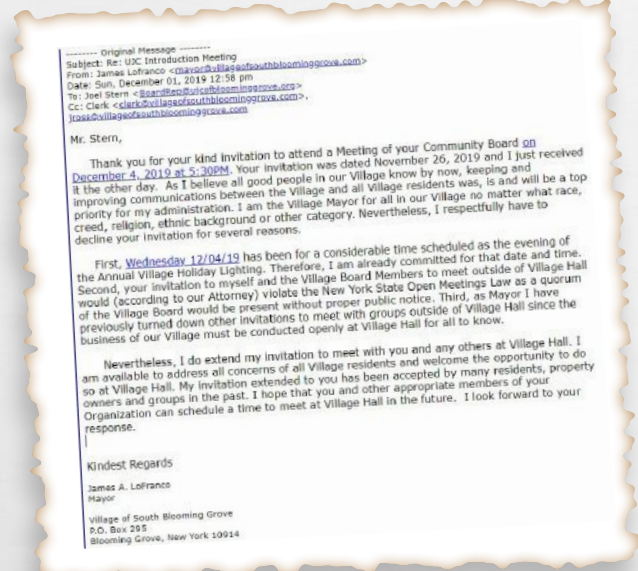 -------- Original Message --------
Subject: Re: UJC Introduction Meeting
From: James Lofranco <mayor@villageofsouthbloominggrove.com>
Date: Sun, December 01, 2019 12:58 pm
To: Joel Stern <BoardRep@ujcofbloominggrove.org>
Cc: Clerk <clerk@villageofsouthbloominggrove.com>,
jross@villageofsouthbloominggrove.com
Mr. Stern,
Thank you for your kind invitation to attend a Meeting of your Community Board on
December 4, 2019 at 5:30PM. Your invitation was dated November 26, 2019 and I just received
it the other day. As I believe all good people in our Village know by now, keeping and
improving communications between the Village and all Village residents was, is and will be a top
priority for my administration. I am the Village Mayor for all in our Village no matter what race,
creed, religion, ethnic background or other category. Nevertheless, I respectfully have to
decline your invitation for several reasons.
First, Wednesday 12/04/19 has been for a considerable time scheduled as the evening of
the Annual Village Holiday Lighting. Therefore, I am already committed for that date and time.
Second, your invitation to myself and the Village Board Members to meet outside of Village Hall
would (according to our Attorney) violate the New York State Open Meetings Law as a quorum
of the Village Board would be present without proper public notice. Third, as Mayor I have
previously turned down other invitations to meet with groups outside of Village Hall since the
business of our Village must be conducted openly at Village Hall for all to know.
Nevertheless, I do extend my invitation to meet with you and any others at Village Hall. I
am available to address all concerns of all Village residents and welcome the opportunity to do
so at Village Hall. My invitation extended to you has been accepted by many residents, property
owners and groups in the past. I hope that you and other appropriate members of your
Organization can schedule a time to meet at Village Hall in the future. I look forward to your
response.
Kindest Regards
James A. LoFranco
Mayor
Village of South Blooming Grove
P.O. Box 295
Blooming Grove, New York 10914